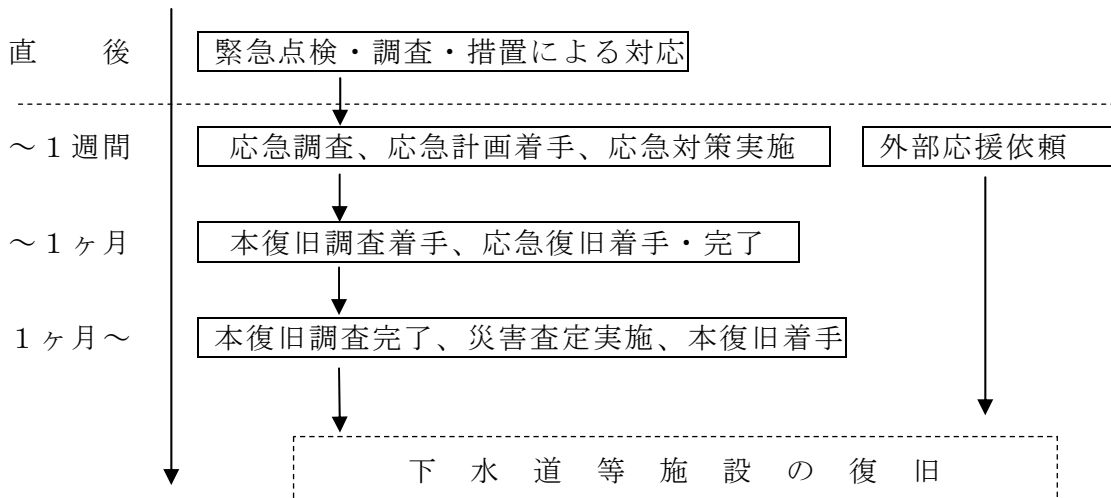 直後 緊急点検・調査・措置による対応
～１週間 応急調査、応急計画着手、応急対策実施 外部応援依頼
～１ヶ月 本復旧調査着手、応急復旧着手・完了
１ヶ月～ 本復旧調査完了、災害査定実施、本復旧着手
下水道等施設の復旧